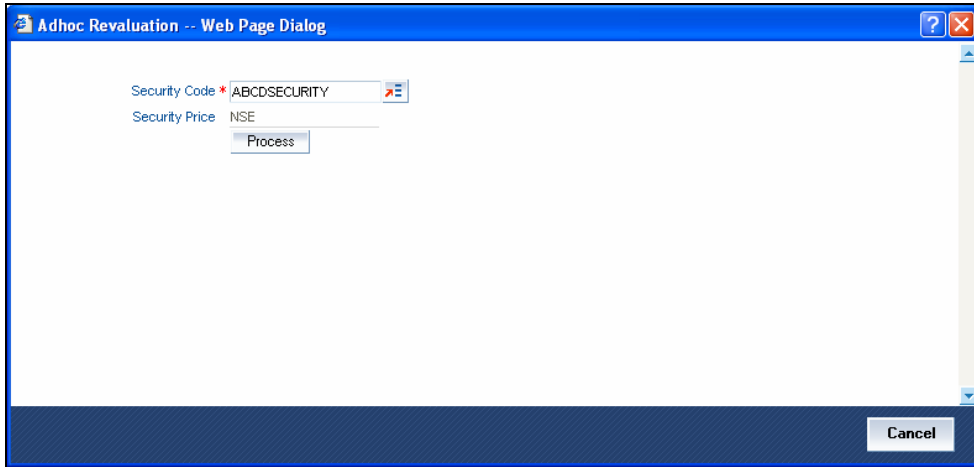 Adhoc Revaluation -- Web Page Dialog
Security Code * ABCDSECURITY
Security Price NSE
Process
Cancel